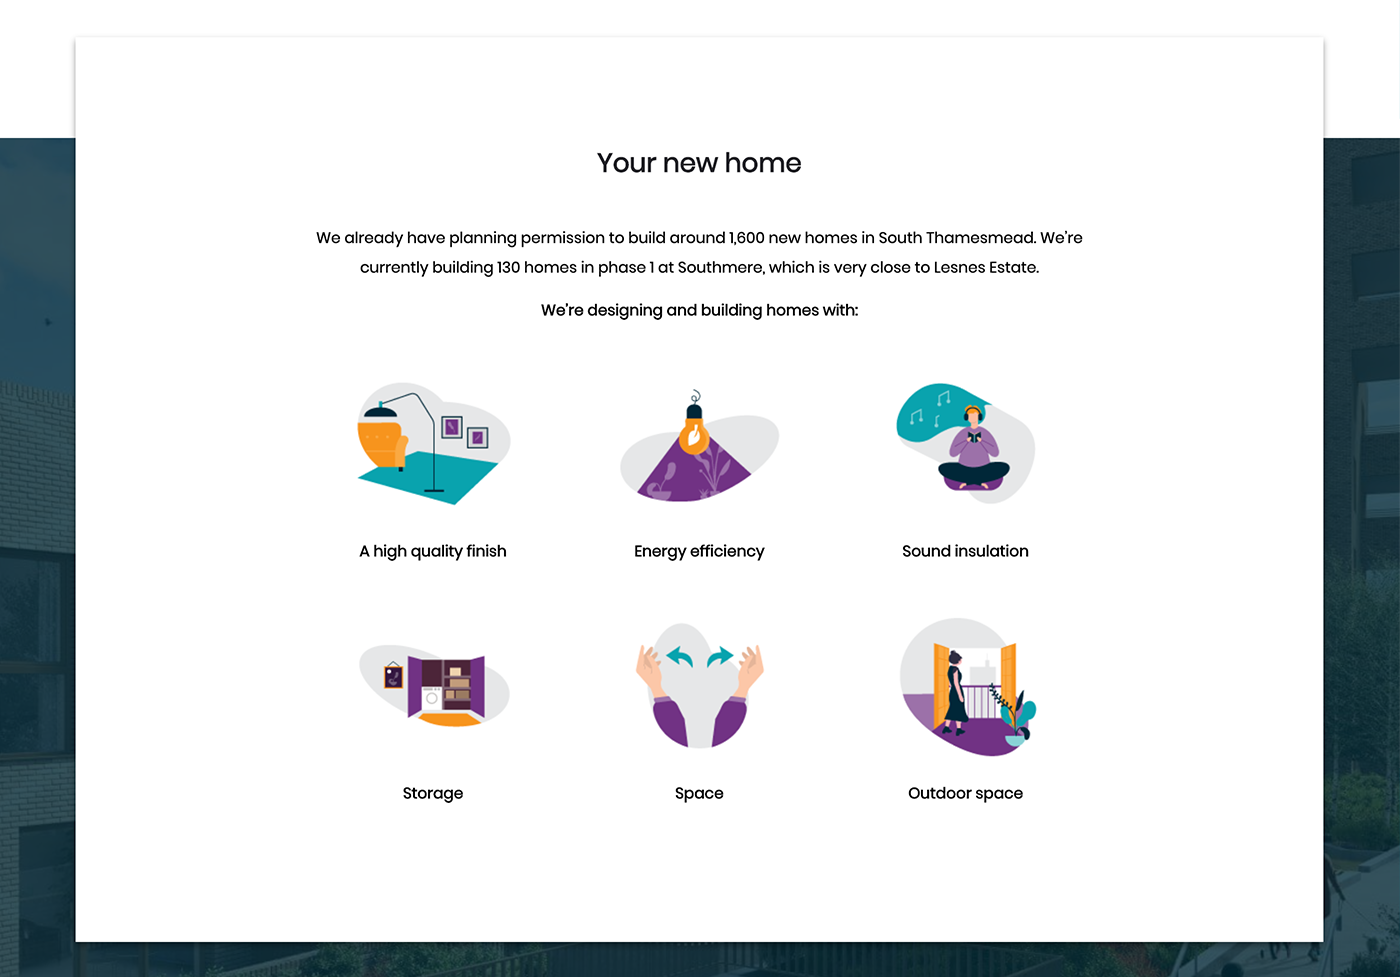 Your new home
We already have planning permission to build around 1,600 new homes in South Thamesmead. We're
currently building 130 homes in phase 1 at Southmere, which is very close to Lesnes Estate.
We're designing and building homes with:
A high quality finish
Energy efficiency
Sound insulation
Storage
Space
Outdoor space